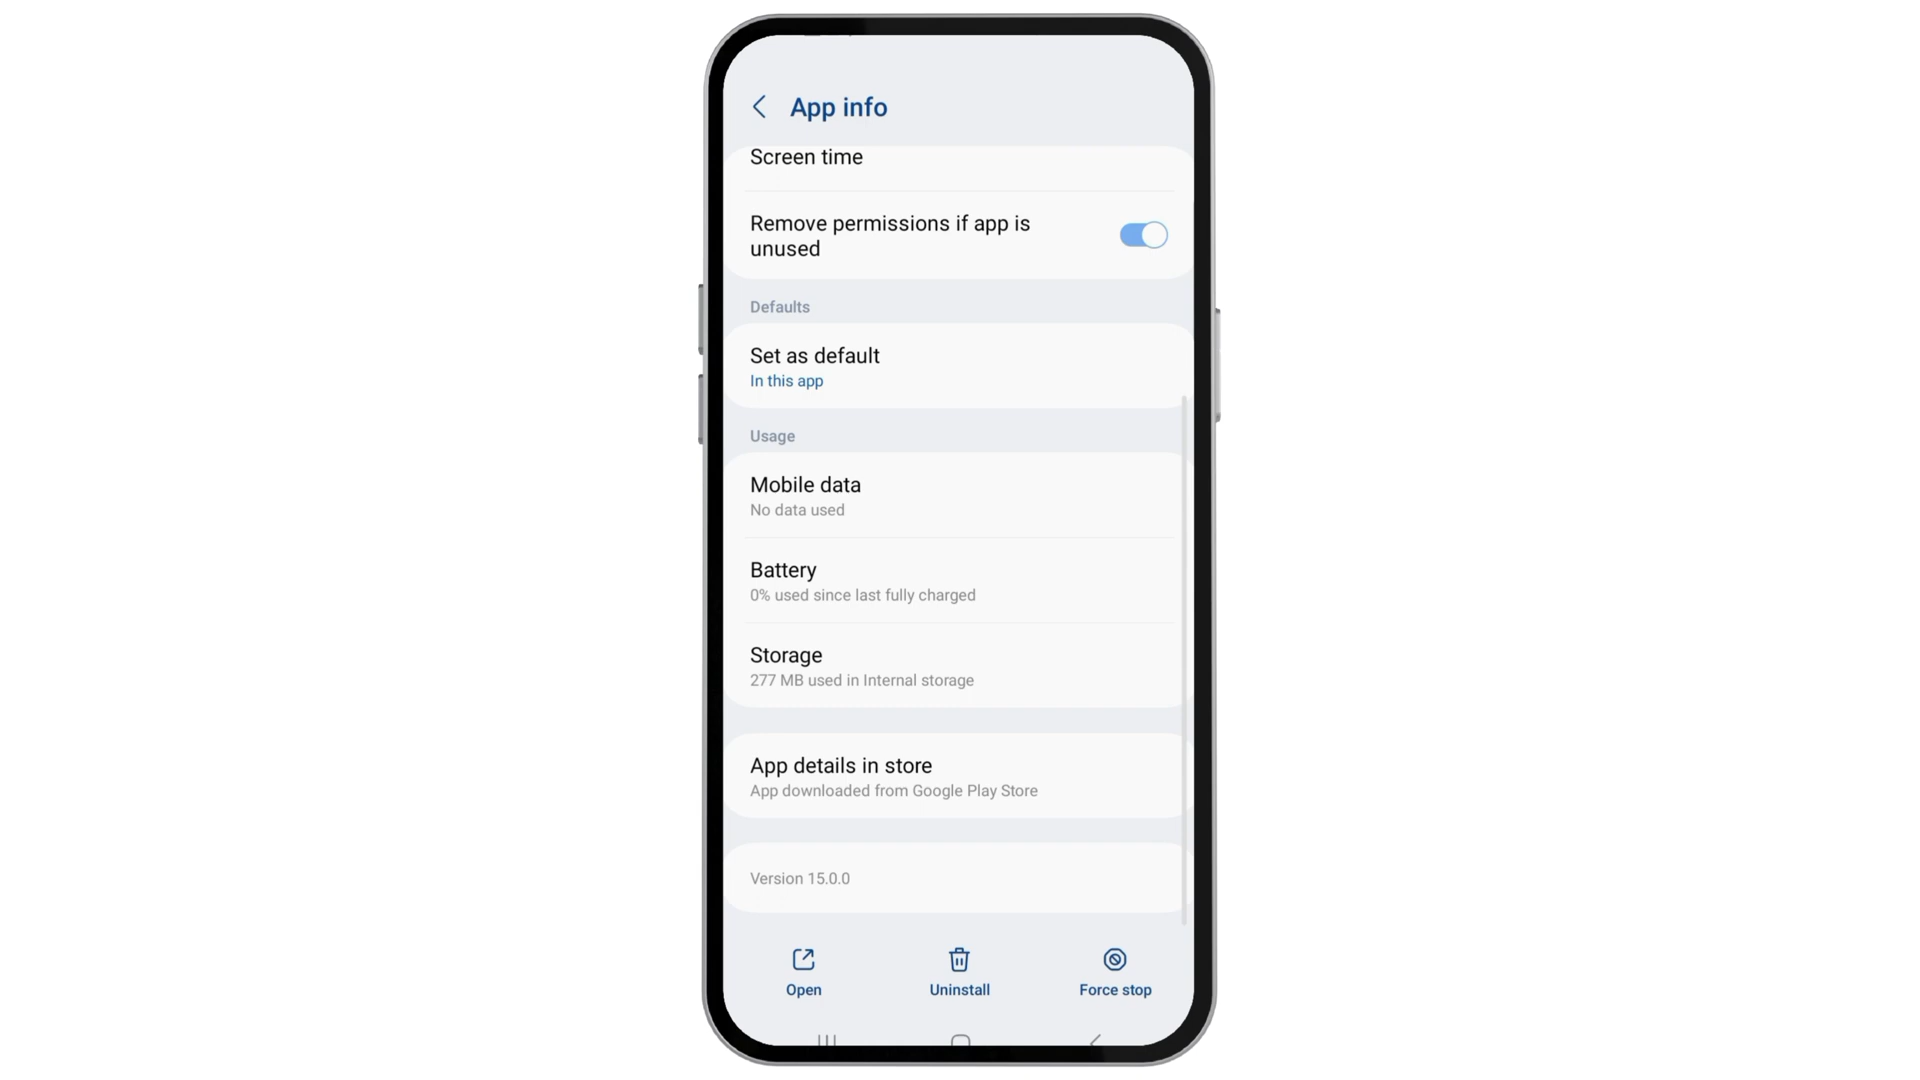 App info
Screen time
Remove permissions if app is
unused
Defaults
Set as default
In this app
Usage
Mobile data
No data used
Battery
0% used since last fully charged
Storage
277 MB used in Internal storage
App details in store
App downloaded from Google Play Store
Version 15.0.0
Open
Uninstall
Force stop